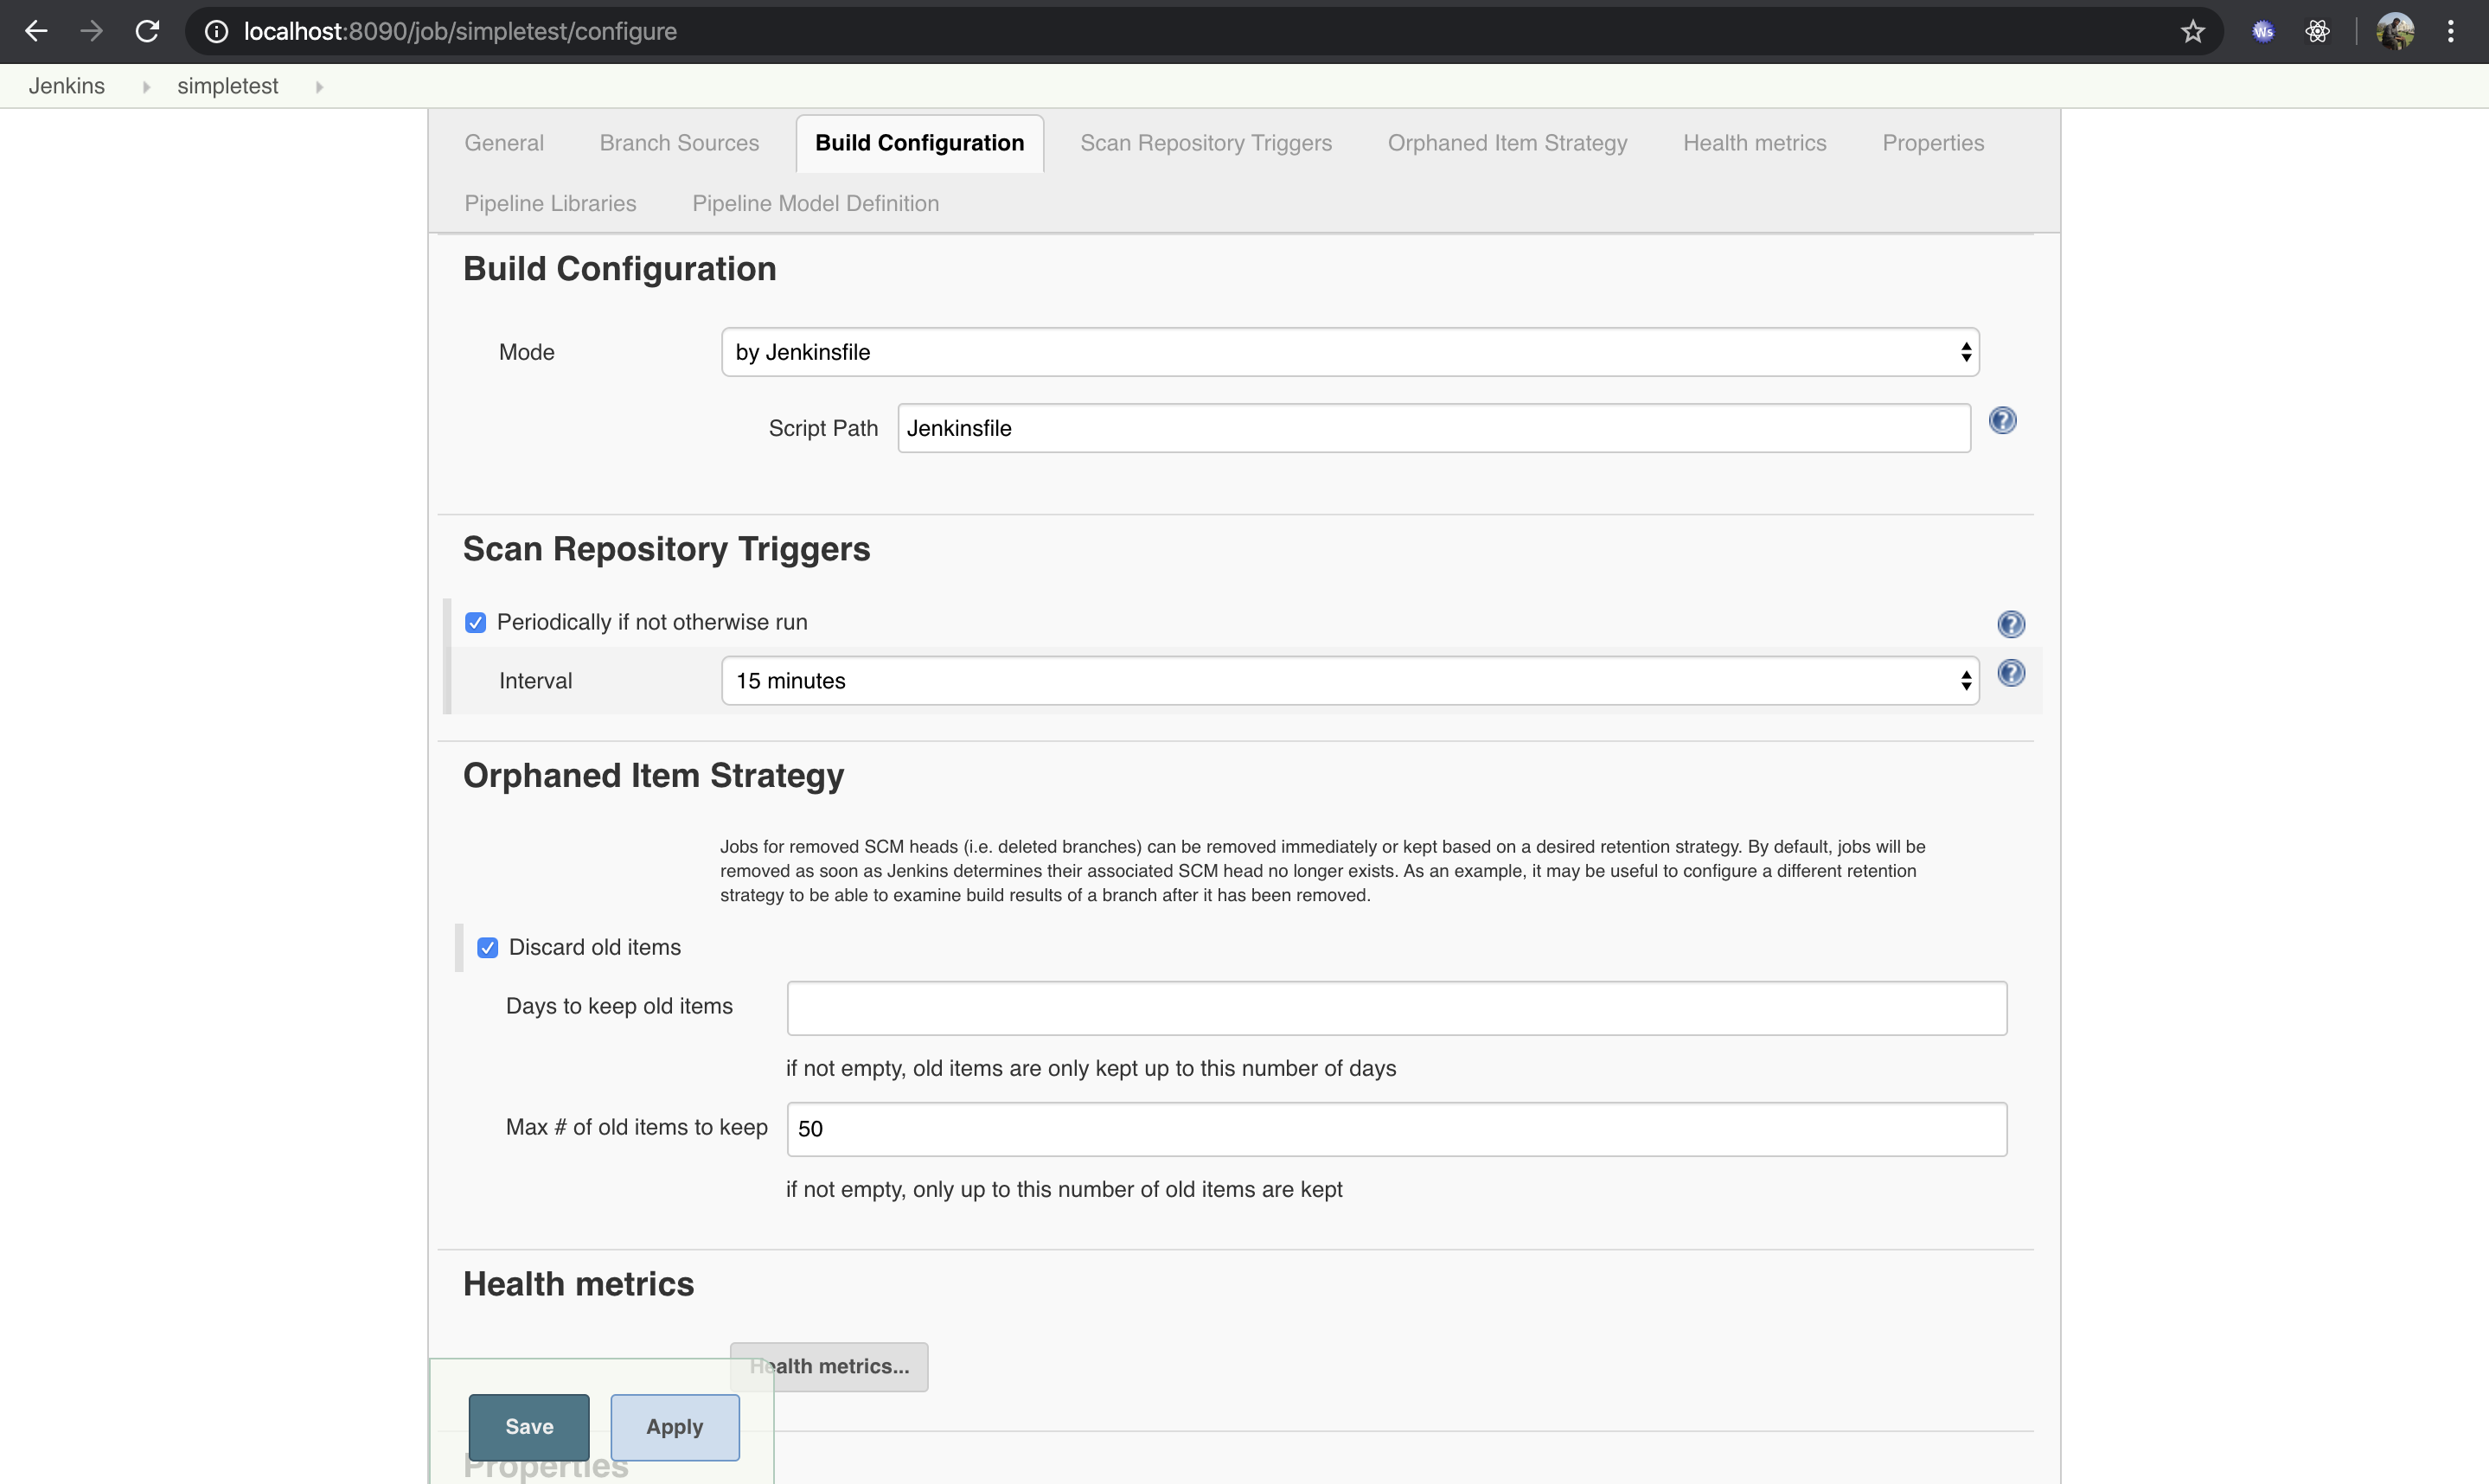 localhost:8090/job/simpletest/configure
Ws
Jenkins simpletest
General Branch Sources Build Configuration Scan Repository Triggers Orphaned Item Strategy Health metrics Properties
Pipeline Libraries Pipeline Model Definition
Build Configuration
Mode by Jenkinsfile
Script Path Jenkinsfile
Scan Repository Triggers
Periodically if not otherwise run
Interval 15 minutes
Orphaned Item Strategy
Jobs for removed SCM heads (i.e. deleted branches) can be removed immediately or kept based on a desired retention strategy. By default, jobs will be
removed as soon as Jenkins determines their associated SCM head no longer exists. As an example, it may be useful to configure a different retention
strategy to be able to examine build results of a branch after it has been removed.
Discard old items
Days to keep old items
if not empty, old items are only kept up to this number of days
Max # of old items to keep 50
if not empty, only up to this number of old items are kept
Health metrics
Health metrics...
Save Apply
Properties